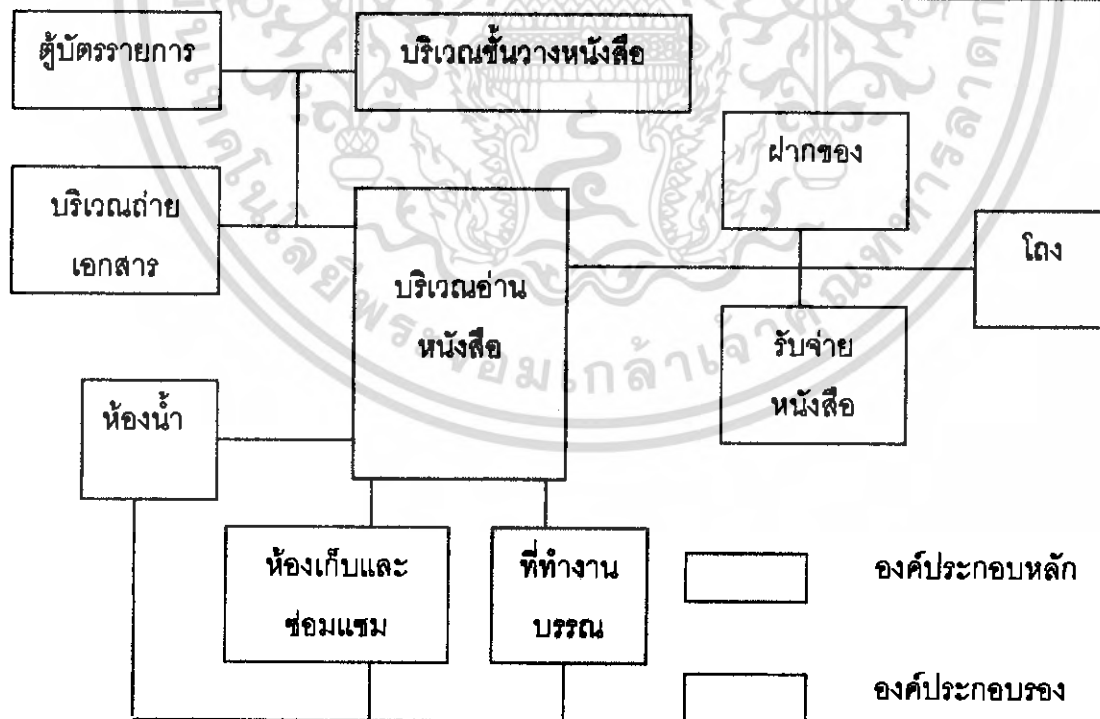 ตู้บัตรรายการ
บริเวณชั้นวางหนังสือ
ฝากของ
บริเวณถ่าย
เอกสาร
โถง
บริเวณอ่าน
หนังสือ
รับจ่าย
หนังสือ
ห้องน้ำ
ห้องเก็บและ
ซ่อมแซม
ที่ทำงาน
บรรณ
องค์ประกอบหลัก
องค์ประกอบรอง